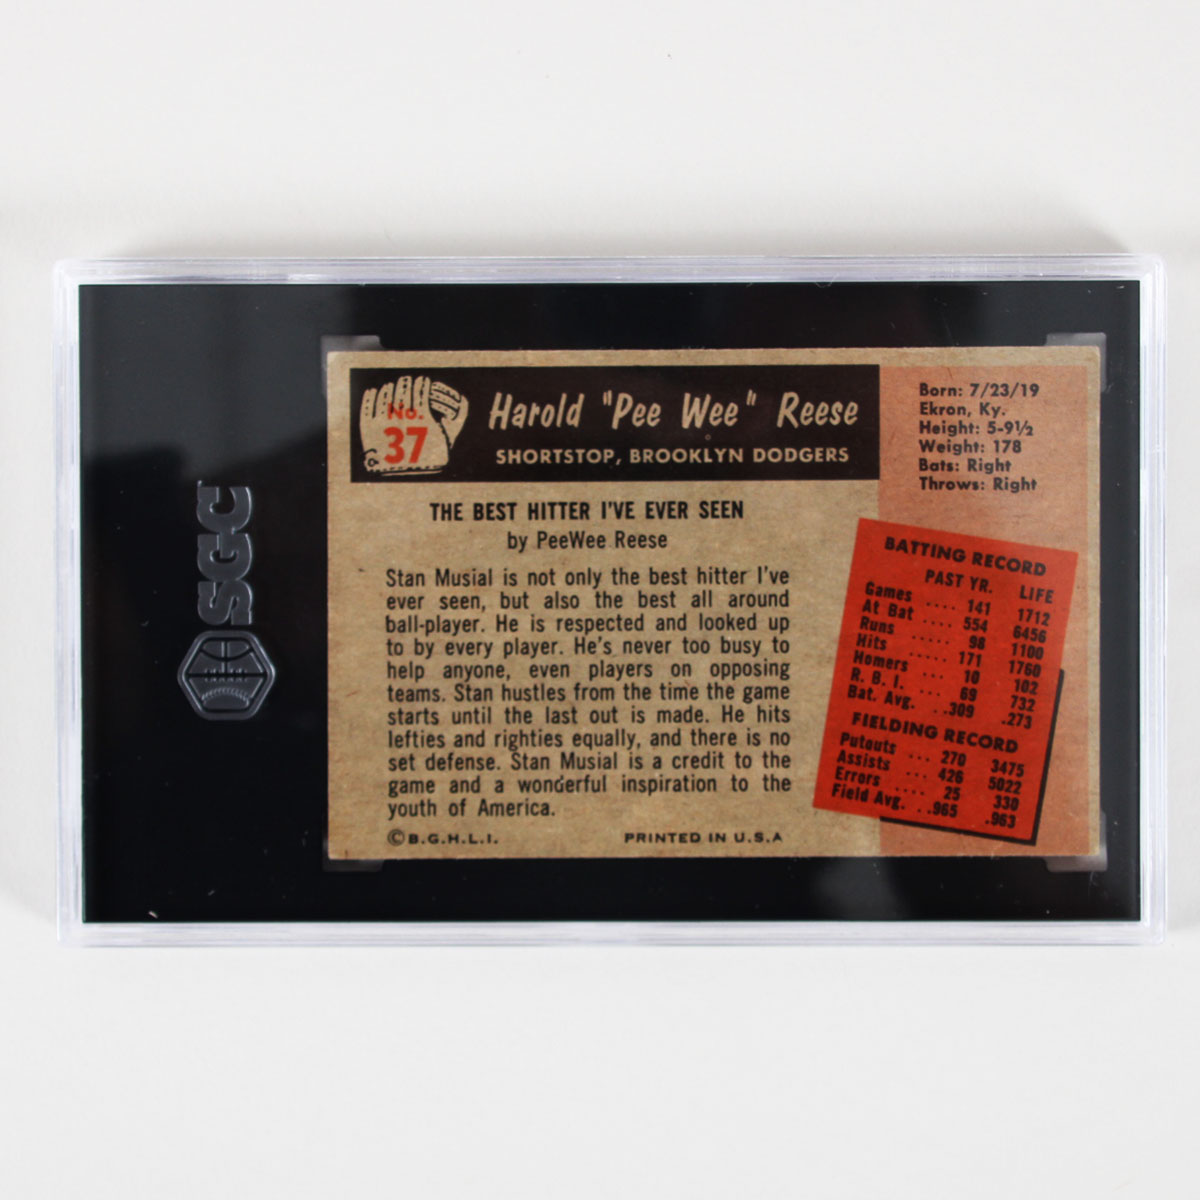 SGC
No.
37
Harold "Pee Wee" Reese
SHORTSTOP, BROOKLYN DODGERS
Born: 7/23/19
Ekron, Ky.
Height: 5-9½
Weight: 178
Bats: Right
Throws: Right
THE BEST HITTER I'VE EVER SEEN
by PeeWee Reese
Stan Musial is not only the best hitter I've
ever seen, but also the best all around
ball-player. He is respected and looked up
to by every player. He's never too busy to
help anyone, even players on opposing
teams. Stan hustles from the time the game
starts until the last out is made. He hits
lefties and righties equally, and there is no
set defense. Stan Musial is a credit to the
game and a wonderful inspiration to the
youth of America.
©B.G.H.L.I. PRINTED IN U.S.A
BATTING RECORD
PAST YR. LIFE
Games .... 141 1712
At Bat .... 554 6456
Runs ..... 98 1100
Hits ..... 171 1760
Homers ... 10 102
R. B. I. ... 69 732
Bat. Avg. ..309 .273
FIELDING RECORD
Putouts ... 270 3475
Assists ... 426 5022
Errors .... 25 330
Field Avg. ..965 .963